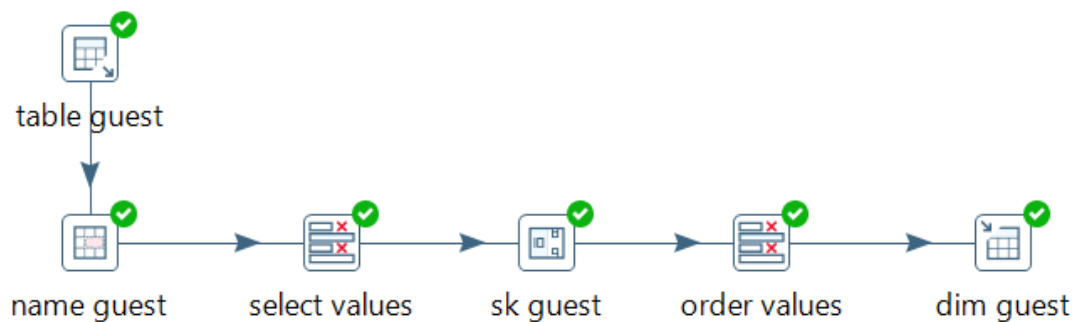 table guest
name guest
select values
sk guest
order values
dim guest